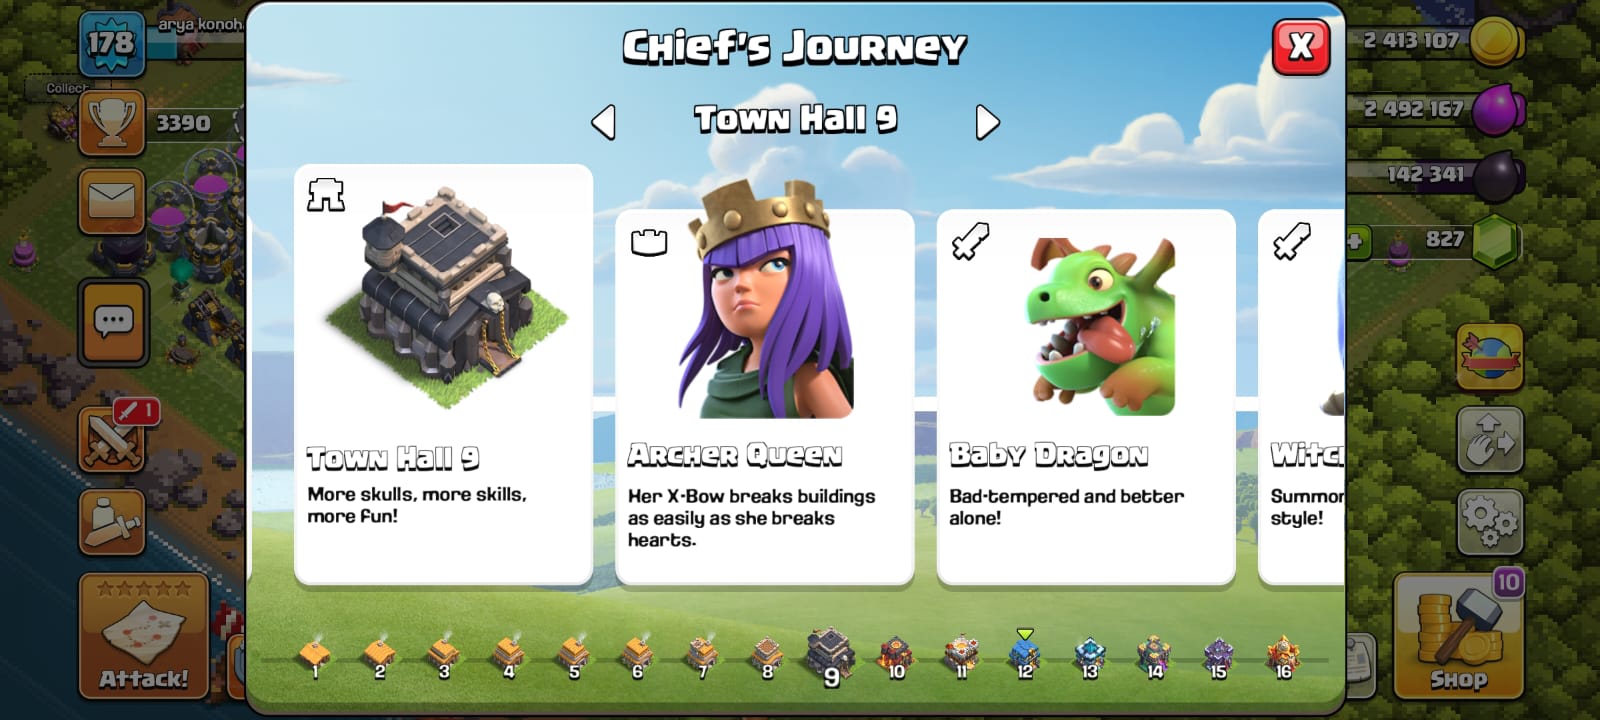 Chief's Journey
X
178
arya konoh
Collect
3390
1
Attack!
Town Hall 9
Town Hall 9
More skulls, more skills,
more fun!
Archer Queen
Her X-Bow breaks buildings
as easily as she breaks
hearts.
Baby Dragon
Bad-tempered and better
alone!
Witc
Summon
style!
1 2 3 4 5 6 7 8 9 10 11 12 13 14 15 16
2 413 107
2 492 167
142 341
827
10
Shop